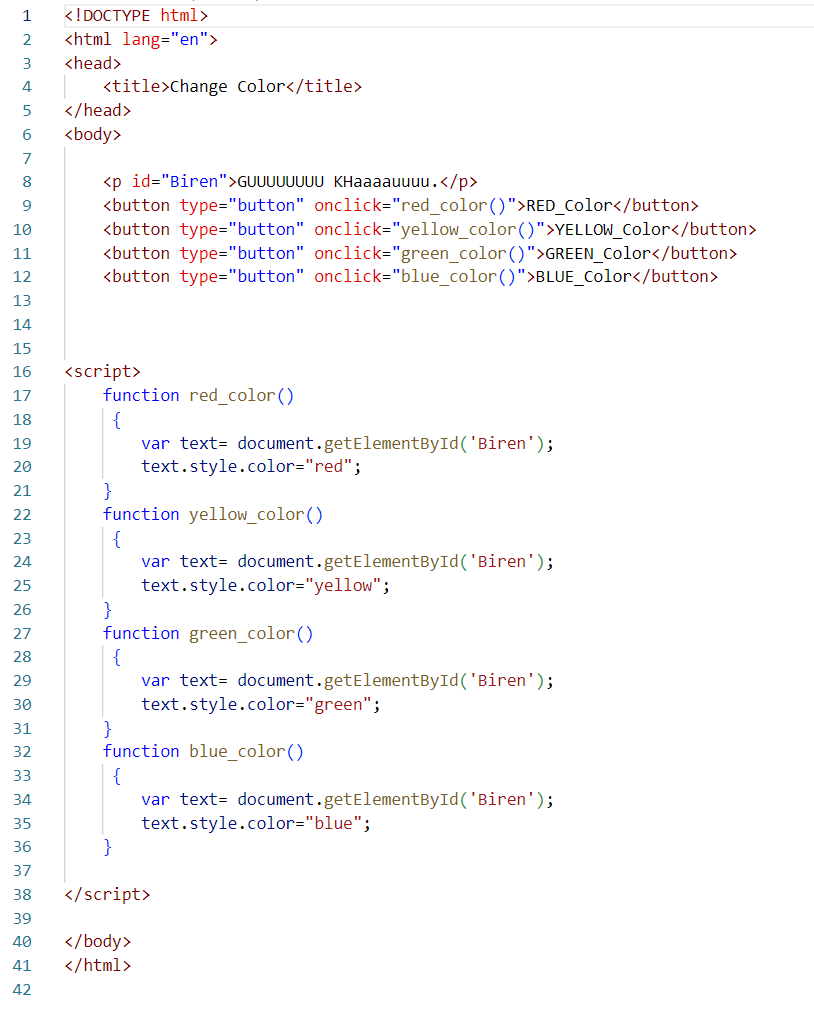 1 <!DOCTYPE html>
2 <html lang="en">
3 <head>
4     <title>Change Color</title>
5 </head>
6 <body>
7
8     <p id="Biren">GUUUUUUUU KHaaaauuuu.</p>
9     <button type="button" onclick="red_color()">RED_Color</button>
10     <button type="button" onclick="yellow_color()">YELLOW_Color</button>
11     <button type="button" onclick="green_color()">GREEN_Color</button>
12     <button type="button" onclick="blue_color()">BLUE_Color</button>
13
14
15
16 <script>
17     function red_color()
18      {
19         var text= document.getElementById('Biren');
20         text.style.color="red";
21     }
22     function yellow_color()
23      {
24         var text= document.getElementById('Biren');
25         text.style.color="yellow";
26     }
27     function green_color()
28      {
29         var text= document.getElementById('Biren');
30         text.style.color="green";
31     }
32     function blue_color()
33      {
34         var text= document.getElementById('Biren');
35         text.style.color="blue";
36     }
37
38 </script>
39
40 </body>
41 </html>
42